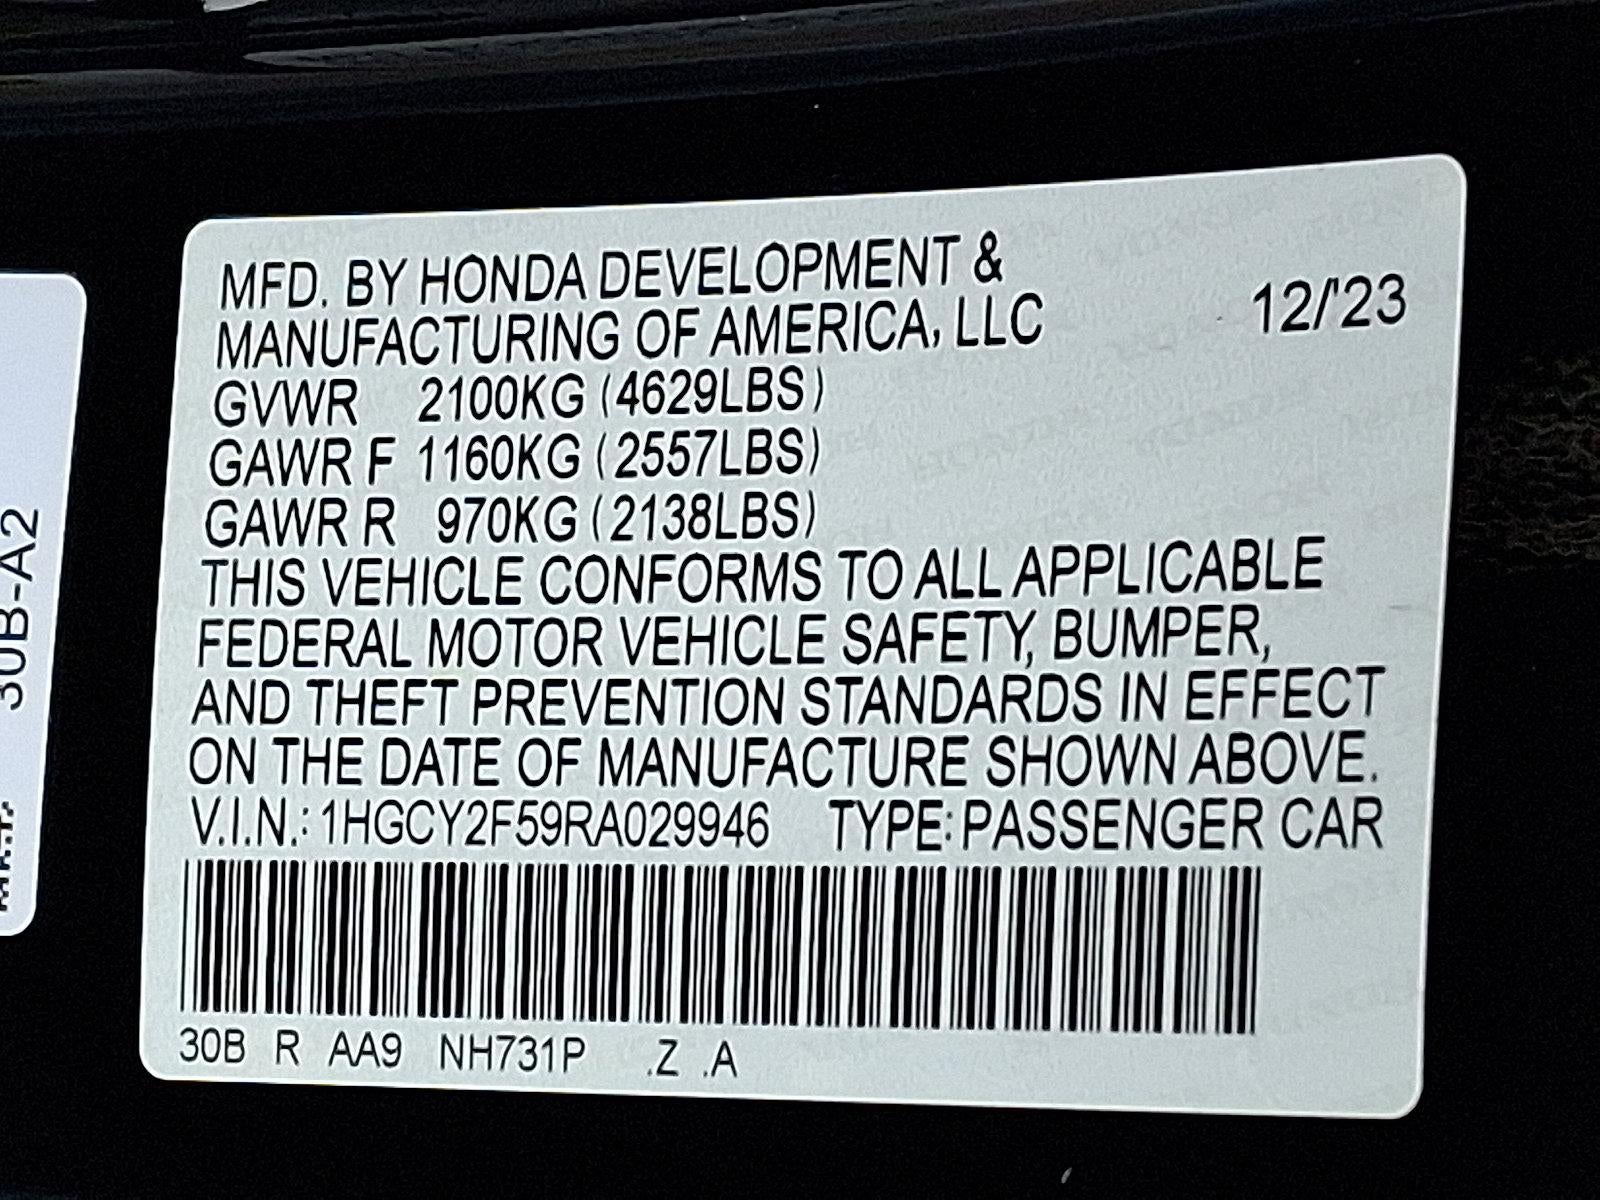 MFD. BY HONDA DEVELOPMENT &
MANUFACTURING OF AMERICA, LLC 12/'23
GVWR 2100KG (4629LBS)
GAWR F 1160KG (2557LBS)
GAWR R 970KG (2138LBS)
THIS VEHICLE CONFORMS TO ALL APPLICABLE
FEDERAL MOTOR VEHICLE SAFETY, BUMPER,
AND THEFT PREVENTION STANDARDS IN EFFECT
ON THE DATE OF MANUFACTURE SHOWN ABOVE.
V.I.N.: 1HGCY2F59RA029946 TYPE: PASSENGER CAR
30B R AA9 NH731P .Z .A
30B-A2